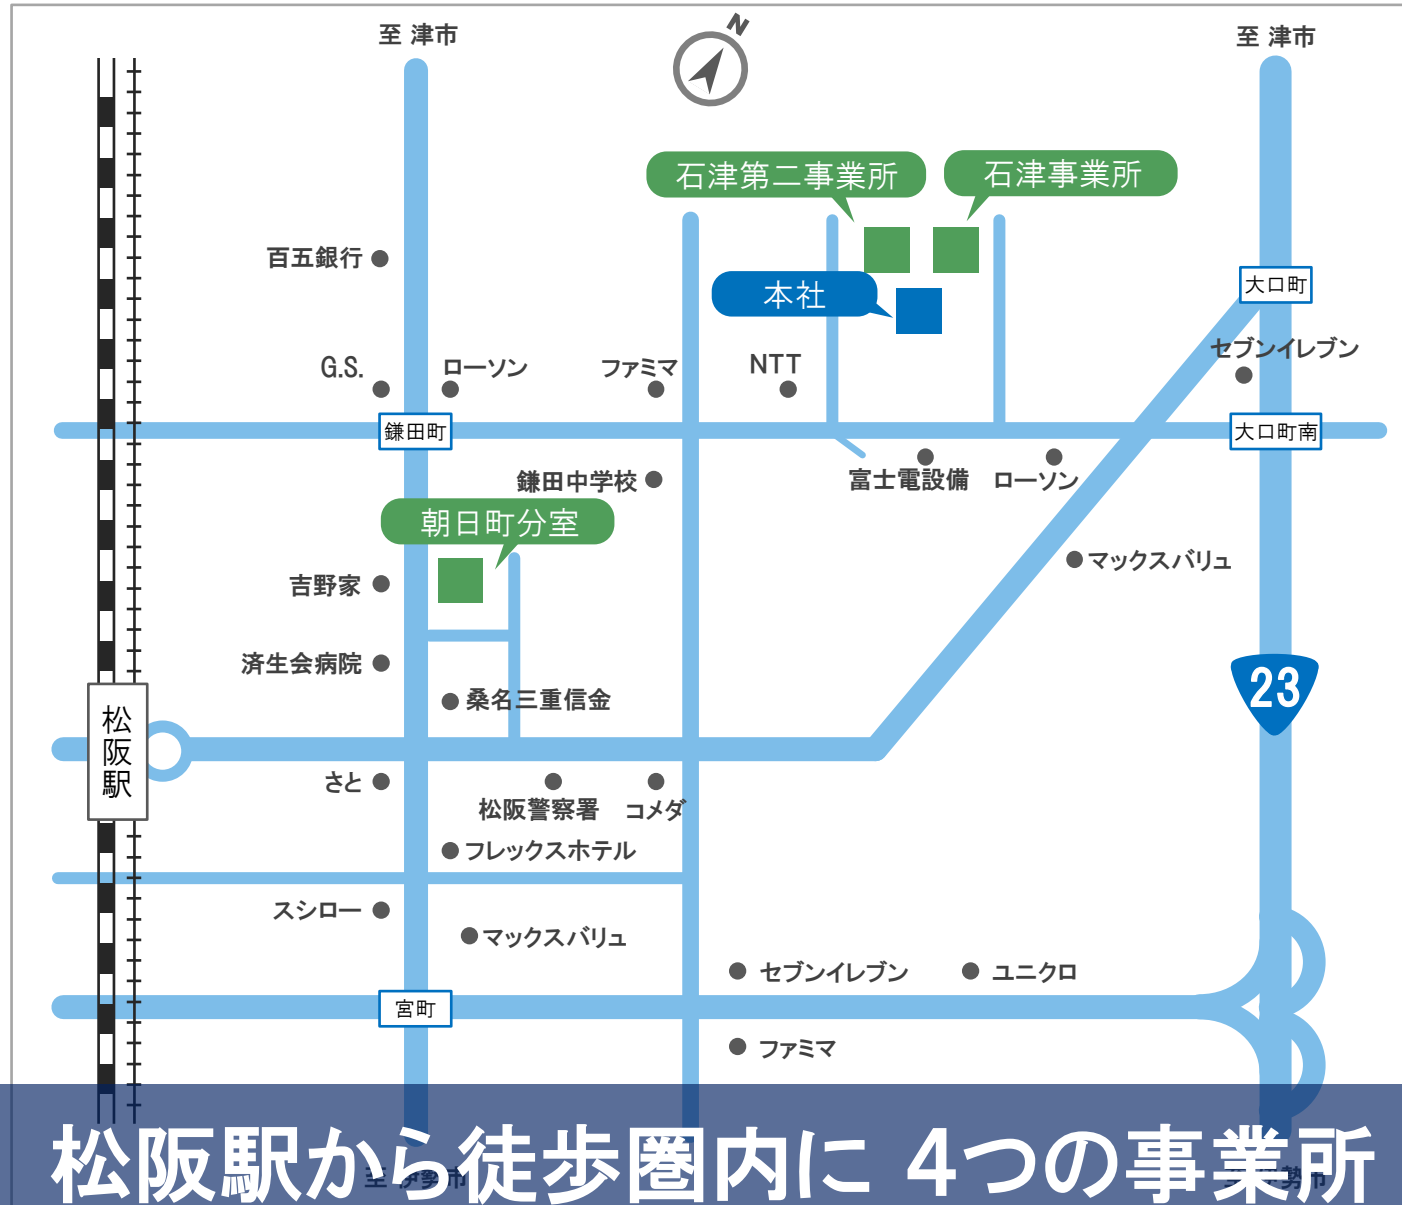 至 津市
N
至 津市
石津第二事業所
石津事業所
百五銀行
本社
大口町
G.S.
ローソン
ファミマ
NTT
セブンイレブン
鎌田町
大口町南
鎌田中学校
富士電設備
ローソン
朝日町分室
マックスバリュ
吉野家
済生会病院
桑名三重信金
23
松阪駅
さと
松阪警察署
コメダ
フレックスホテル
スシロー
マックスバリュ
セブンイレブン
ユニクロ
宮町
ファミマ
松阪駅から徒歩圏内に 4つの事業所
至 伊勢市
至 伊勢市